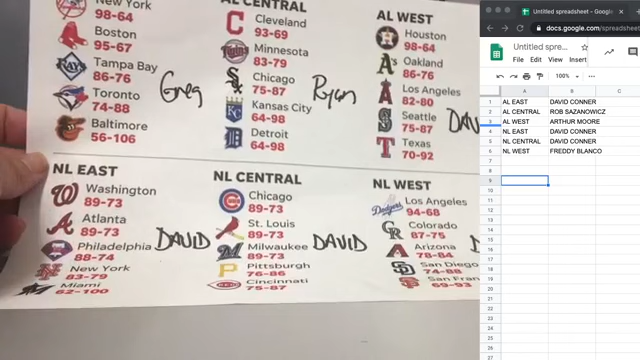 New York
98-64
Boston
95-67
Tampa Bay
86-76
Toronto
74-88
Baltimore
56-106
Greg
AL CENTRAL
Cleveland
93-69
Minnesota
83-79
Chicago
75-87
Kansas City
64-98
Detroit
64-98
Ryan
AL WEST
Houston
98-64
Oakland
86-76
Los Angeles
82-80
Seattle
75-87
Texas
70-92
DAV
NL EAST
Washington
89-73
Atlanta
89-73
Philadelphia
88-74
New York
83-79
Miami
62-100
DAVID
NL CENTRAL
Chicago
89-73
St. Louis
89-73
Milwaukee
89-73
Pittsburgh
76-86
Cincinnati
75-87
DAVID
NL WEST
Los Angeles
94-68
Colorado
87-75
Arizona
78-84
San Diego
74-88
San Fran
69-93
Untitled spreadsheet
docs.google.com/spreadsheet
Untitled spre...
File Edit View Insert
100%
A B C
1 AL EAST DAVID CONNER
2 AL CENTRAL ROB SAZANOWICZ
3 AL WEST ARTHUR MOORE
4 NL EAST DAVID CONNER
5 NL CENTRAL DAVID CONNER
6 NL WEST FREDDY BLANCO
7
8
9
10
11
12
13
14
15
16
17
18
19
20
21
22
23
24
25
26
27